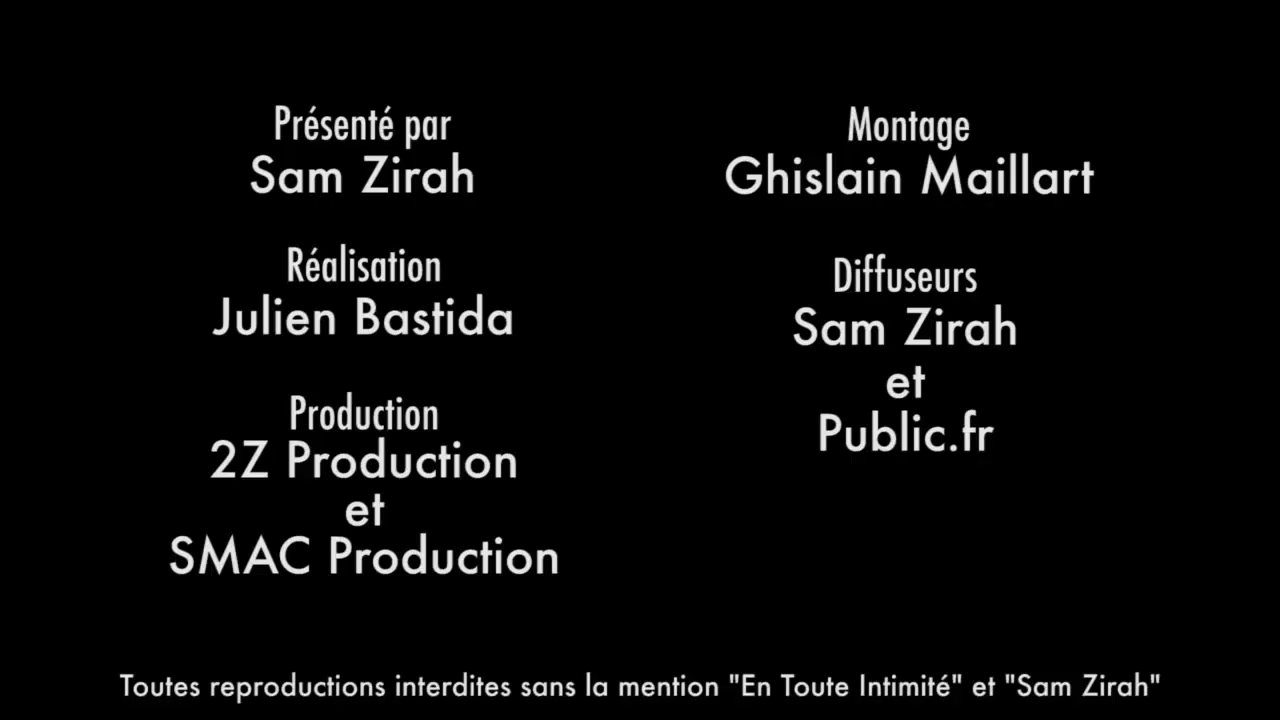 Présenté par
Sam Zirah
Réalisation
Julien Bastida
Production
2Z Production
et
SMAC Production
Montage
Ghislain Maillart
Diffuseurs
Sam Zirah
et
Public.fr
Toutes reproductions interdites sans la mention "En Toute Intimité" et "Sam Zirah"